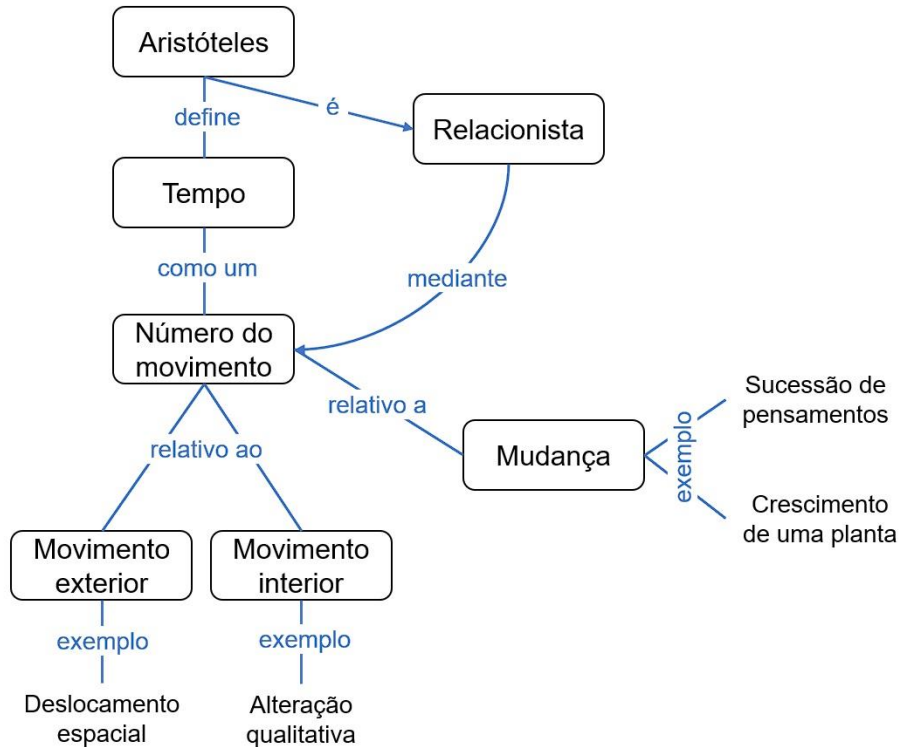 Aristóteles
define
é
Relacionista
Tempo
como um
mediante
Número do
movimento
relativo a
Mudança
exemplo
Sucessão de
pensamentos
Crescimento
de uma planta
relativo ao
Movimento
exterior
Movimento
interior
exemplo
exemplo
Deslocamento
espacial
Alteração
qualitativa